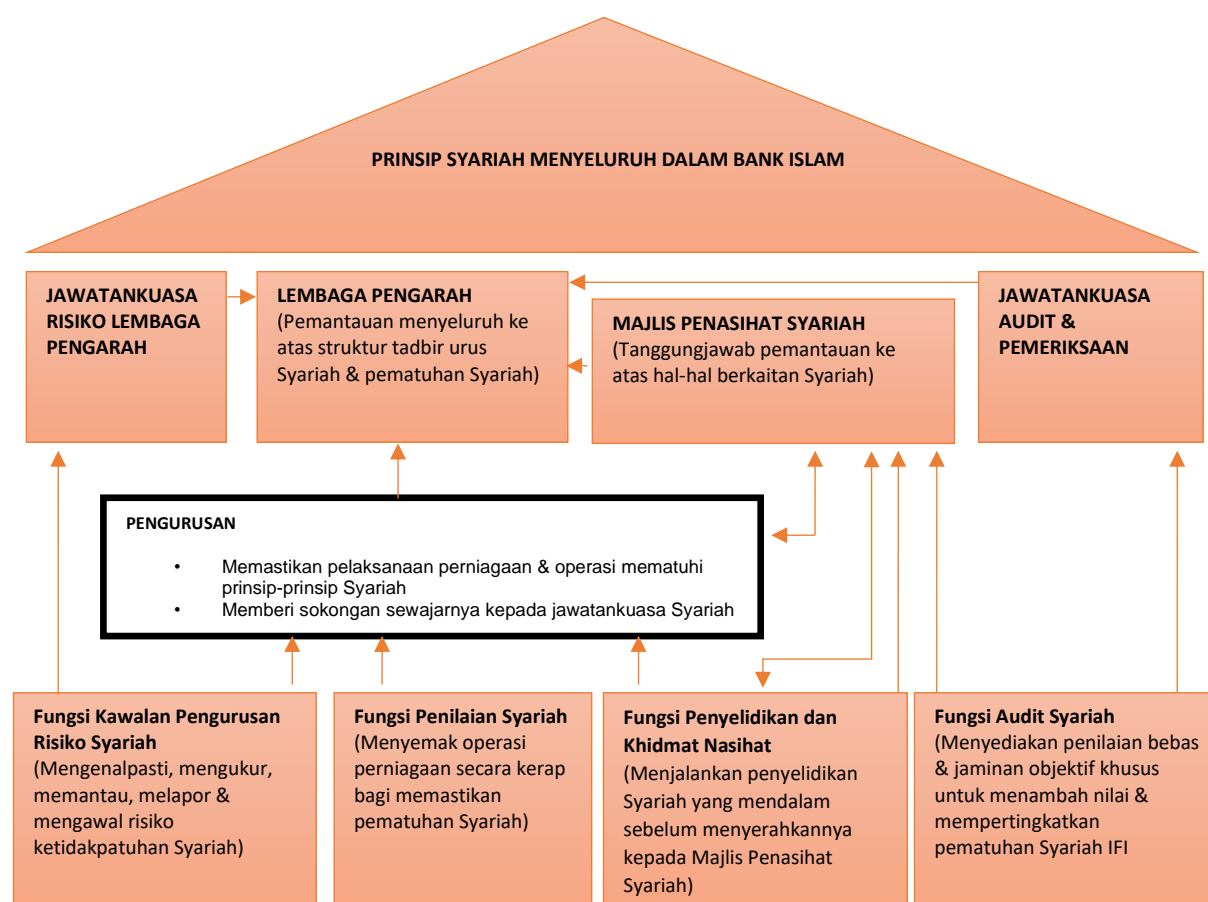 PRINSIP SYARIAH MENYELURUH DALAM BANK ISLAM
JAWATANKUASA
RISIKO LEMBAGA
PENGARAH
LEMBAGA PENGARAH
(Pemantauan menyeluruh ke
atas struktur tadbir urus
Syariah & pematuhan Syariah)
MAJLIS PENASIHAT SYARIAH
(Tanggungjawab pemantauan ke
atas hal-hal berkaitan Syariah)
JAWATANKUASA
AUDIT &
PEMERIKSAAN
PENGURUSAN
• Memastikan pelaksanaan perniagaan & operasi mematuhi
prinsip-prinsip Syariah
• Memberi sokongan sewajarnya kepada jawatankuasa Syariah
Fungsi Kawalan Pengurusan
Risiko Syariah
(Mengenalpasti, mengukur,
memantau, melapor &
mengawal risiko
ketidakpatuhan Syariah)
Fungsi Penilaian Syariah
(Menyemak operasi
perniagaan secara kerap
bagi memastikan
pematuhan Syariah)
Fungsi Penyelidikan dan
Khidmat Nasihat
(Menjalankan penyelidikan
Syariah yang mendalam
sebelum menyerahkannya
kepada Majlis Penasihat
Syariah)
Fungsi Audit Syariah
(Menyediakan penilaian bebas
& jaminan objektif khusus
untuk menambah nilai &
mempertingkatkan
pematuhan Syariah IFI